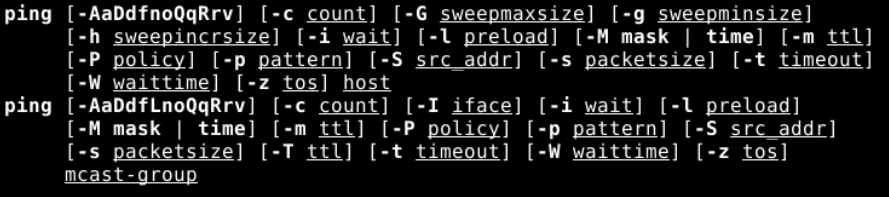 ping [-AaDdfnoQqRrv] [-c count] [-G sweepmaxsize] [-g sweepminsize]
[-h sweepincrsize] [-i wait] [-l preload] [-M mask | time] [-m ttl]
[-P policy] [-p pattern] [-S src_addr] [-s packetsize] [-t timeout]
[-W waittime] [-z tos] host
ping [-AaDdfLnoQqRrv] [-c count] [-I iface] [-i wait] [-l preload]
[-M mask | time] [-m ttl] [-P policy] [-p pattern] [-S src_addr]
[-s packetsize] [-T ttl] [-t timeout] [-W waittime] [-z tos]
mcast-group